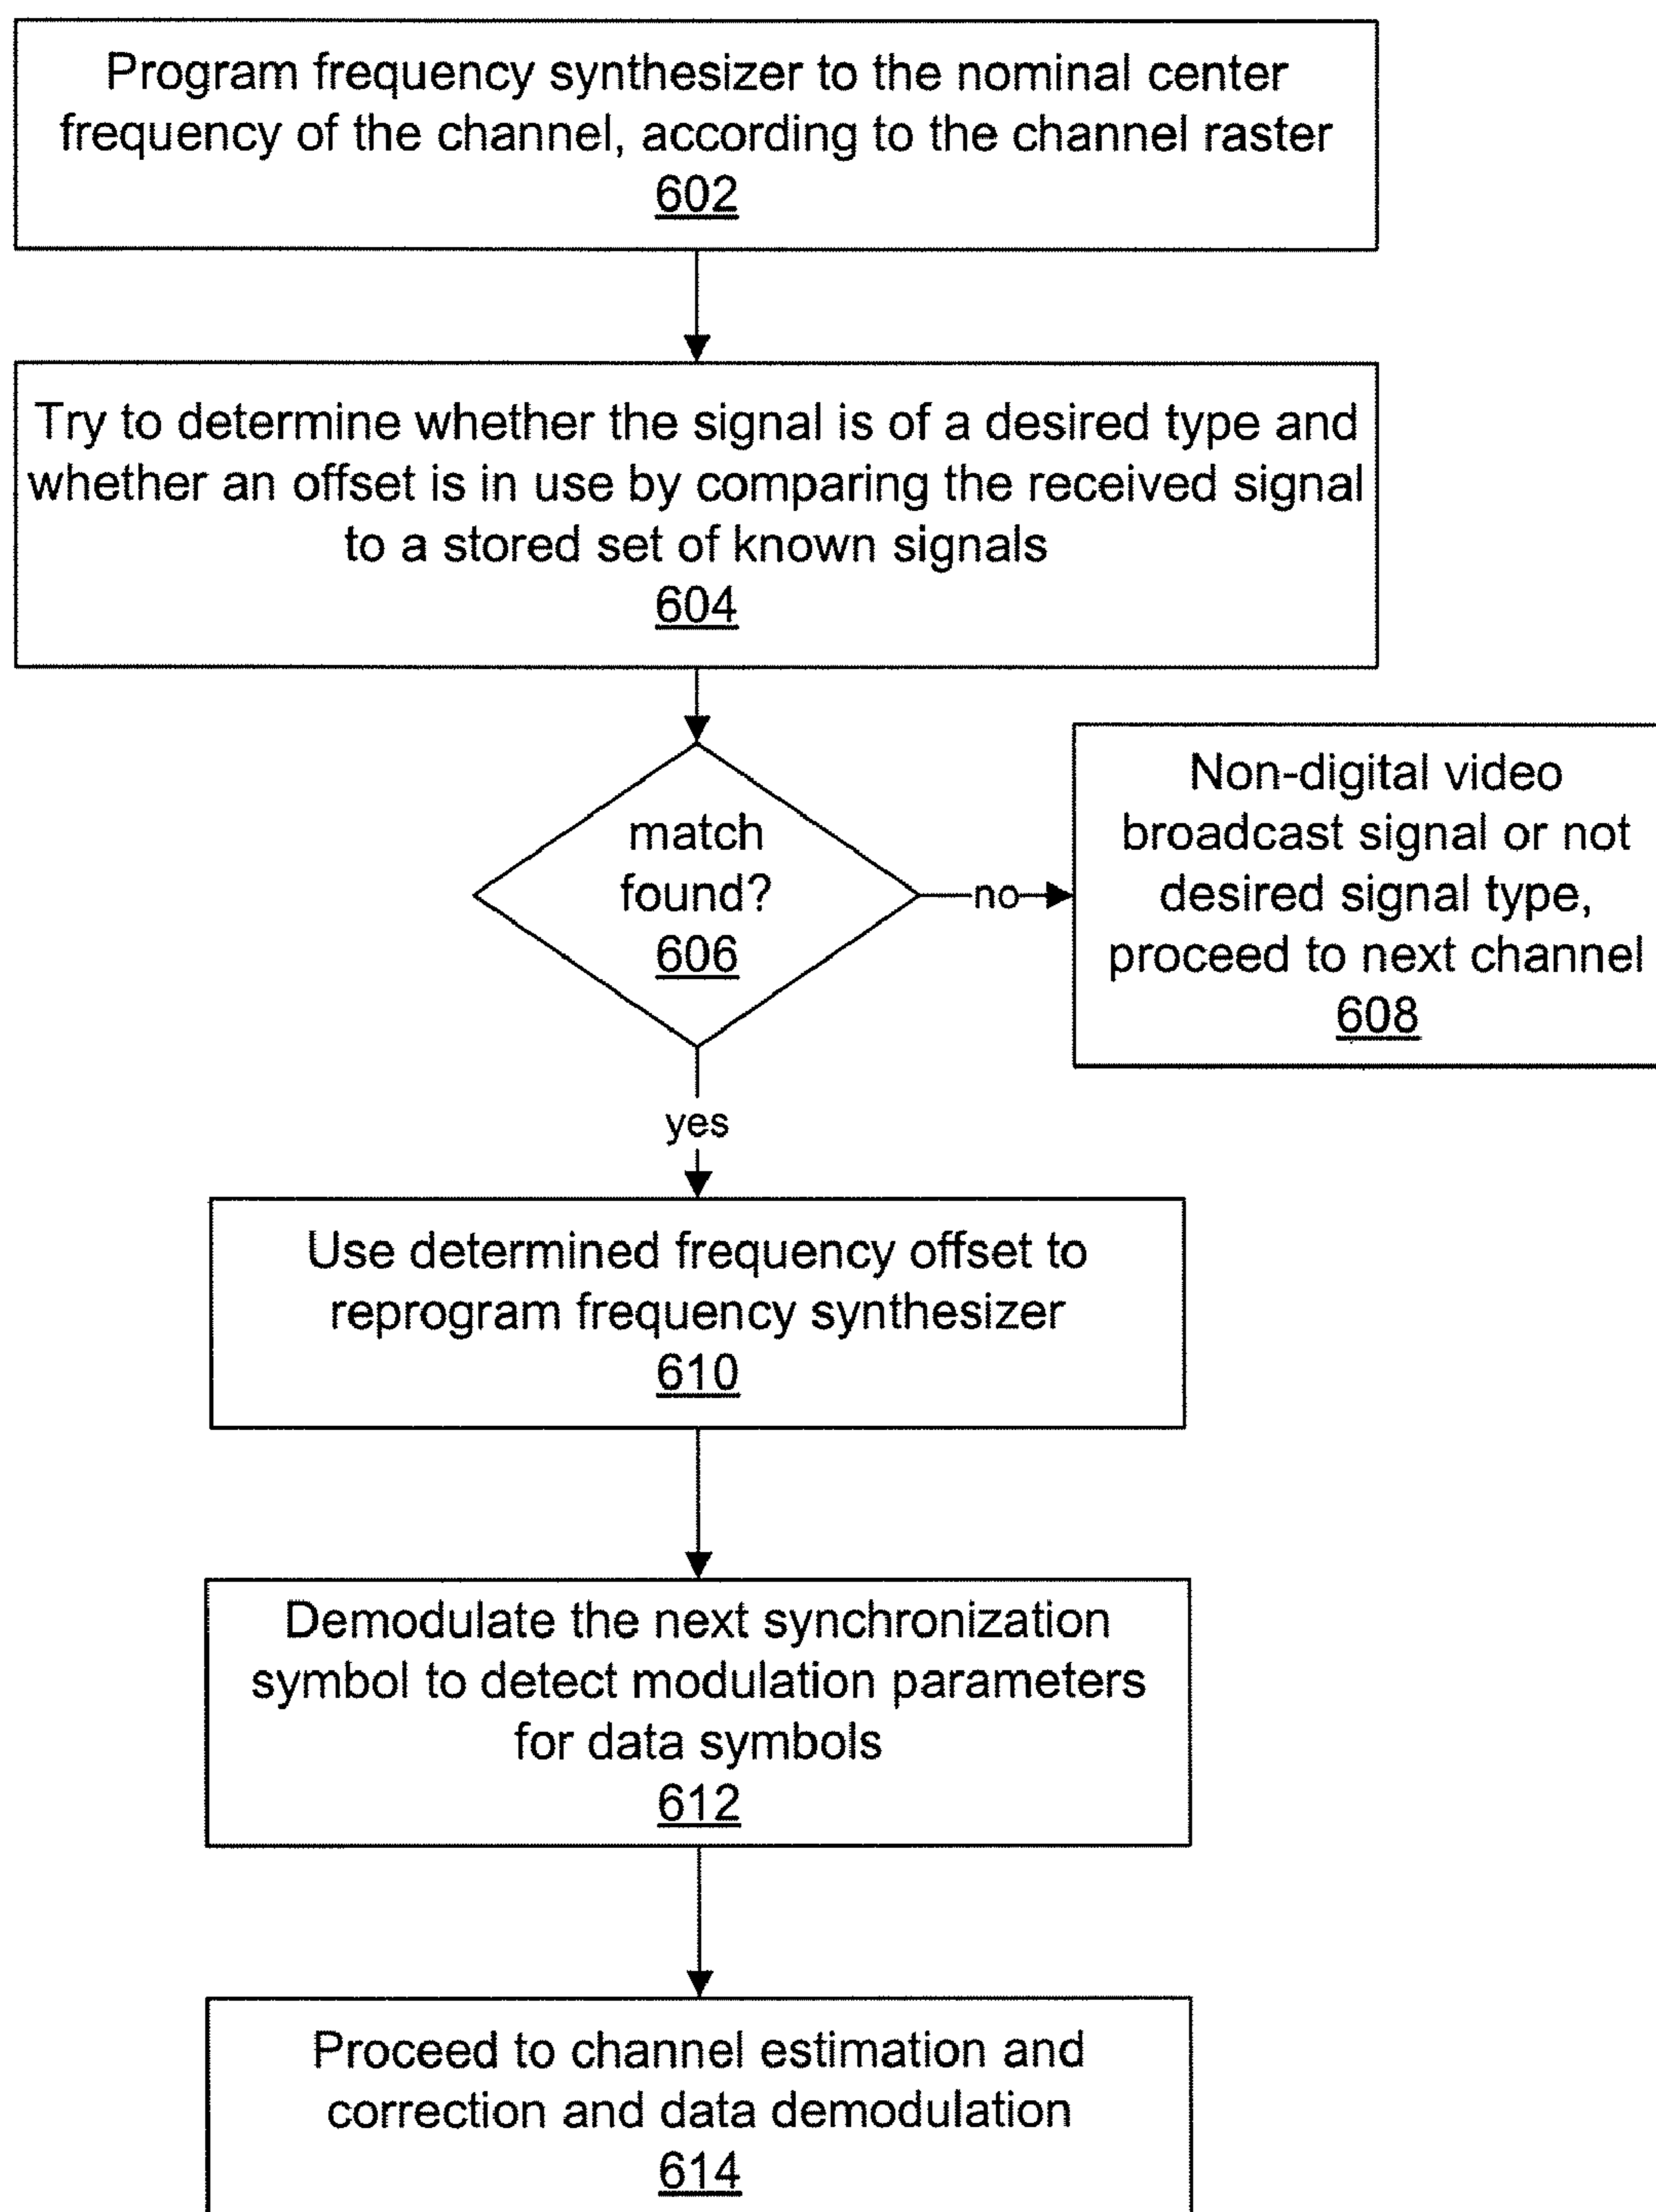 Program frequency synthesizer to the nominal center
frequency of the channel, according to the channel raster
602
Try to determine whether the signal is of a desired type and
whether an offset is in use by comparing the received signal
to a stored set of known signals
604
match
found?
606
no
Non-digital video
broadcast signal or not
desired signal type,
proceed to next channel
608
yes
Use determined frequency offset to
reprogram frequency synthesizer
610
Demodulate the next synchronization
symbol to detect modulation parameters
for data symbols
612
Proceed to channel estimation and
correction and data demodulation
614